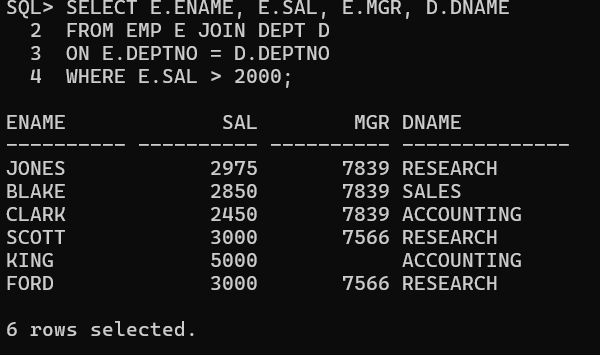 SQL> SELECT E.ENAME, E.SAL, E.MGR, D.DNAME
  2  FROM EMP E JOIN DEPT D
  3  ON E.DEPTNO = D.DEPTNO
  4  WHERE E.SAL > 2000;

ENAME             SAL        MGR DNAME
---------- ---------- ---------- --------------
JONES            2975       7839 RESEARCH
BLAKE            2850       7839 SALES
CLARK            2450       7839 ACCOUNTING
SCOTT            3000       7566 RESEARCH
KING             5000            ACCOUNTING
FORD             3000       7566 RESEARCH

6 rows selected.